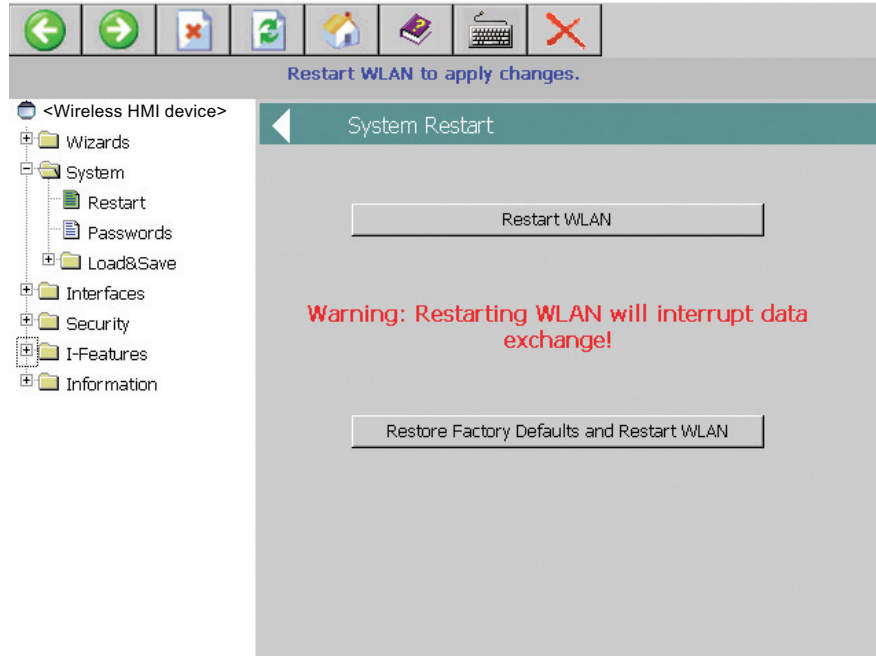 Restart WLAN to apply changes.
<Wireless HMI device>
Wizards
System
Restart
Passwords
Load&Save
Interfaces
Security
I-Features
Information
System Restart
Restart WLAN
Warning: Restarting WLAN will interrupt data
exchange!
Restore Factory Defaults and Restart WLAN